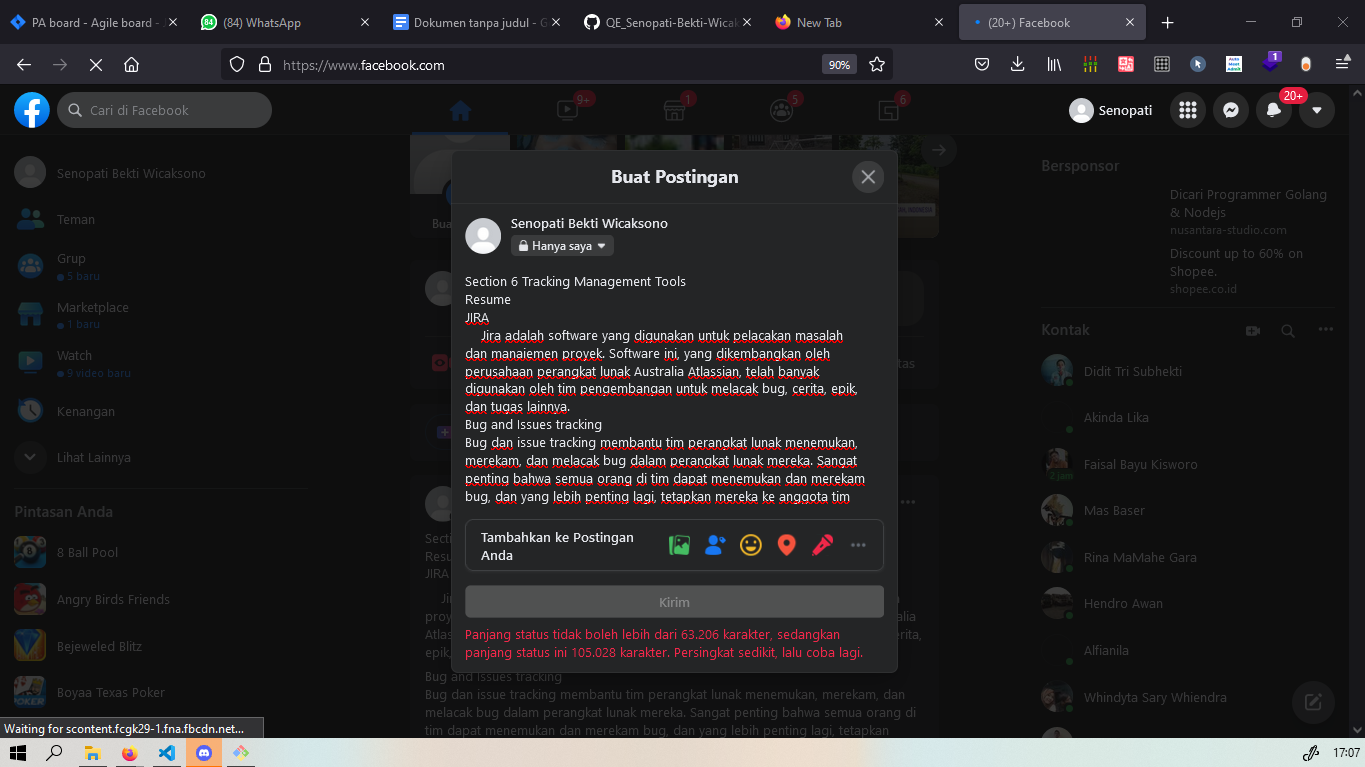 PA board - Agile board - J
(84) WhatsApp
Dokumen tanpa judul - G
QE_Senopati-Bekti-Wicak
New Tab
(20+) Facebook
https://www.facebook.com
90%
1
Cari di Facebook
9+
1
5
6
Senopati
20+
Senopati Bekti Wicaksono
Teman
Grup
5 baru
Marketplace
1 baru
Watch
9 video baru
Kenangan
Lihat Lainnya
Pintasan Anda
8 Ball Pool
Angry Birds Friends
Bejeweled Blitz
Boyaa Texas Poker
Waiting for scontent.fcgk29-1.fna.fbcdn.net...
Buat Postingan
Senopati Bekti Wicaksono
Hanya saya
Section 6 Tracking Management Tools
Resume
JIRA
Jira adalah software yang digunakan untuk pelacakan masalah
dan manajemen proyek. Software ini, yang dikembangkan oleh
perusahaan perangkat lunak Australia Atlassian, telah banyak
digunakan oleh tim pengembangan untuk melacak bug, cerita, epik,
dan tugas lainnya.
Bug and Issues tracking
Bug dan issue tracking membantu tim perangkat lunak menemukan,
merekam, dan melacak bug dalam perangkat lunak mereka. Sangat
penting bahwa semua orang di tim dapat menemukan dan merekam
bug, dan yang lebih penting lagi, tetapkan mereka ke anggota tim
Tambahkan ke Postingan
Anda
Kirim
Panjang status tidak boleh lebih dari 63.206 karakter, sedangkan
panjang status ini 105.028 karakter. Persingkat sedikit, lalu coba lagi.
Bug and Issues tracking
Bug dan issue tracking membantu tim perangkat lunak menemukan, merekam, dan
melacak bug dalam perangkat lunak mereka. Sangat penting bahwa semua orang di
tim dapat menemukan dan merekam bug, dan yang lebih penting lagi, tetapkan
Bersponsor
Dicari Programer Golang
& Nodejs
nusantara-studio.com
Discount up to 60% on
Shopee.
shopee.co.id
Kontak
Didit Tri Subhekti
Akinda Lika
Faisal Bayu Kisworo
2 jam
Mas Baser
Rina MaMahe Gara
Hendro Awan
Alfianila
Whindyta Sary Whiendra
17:07